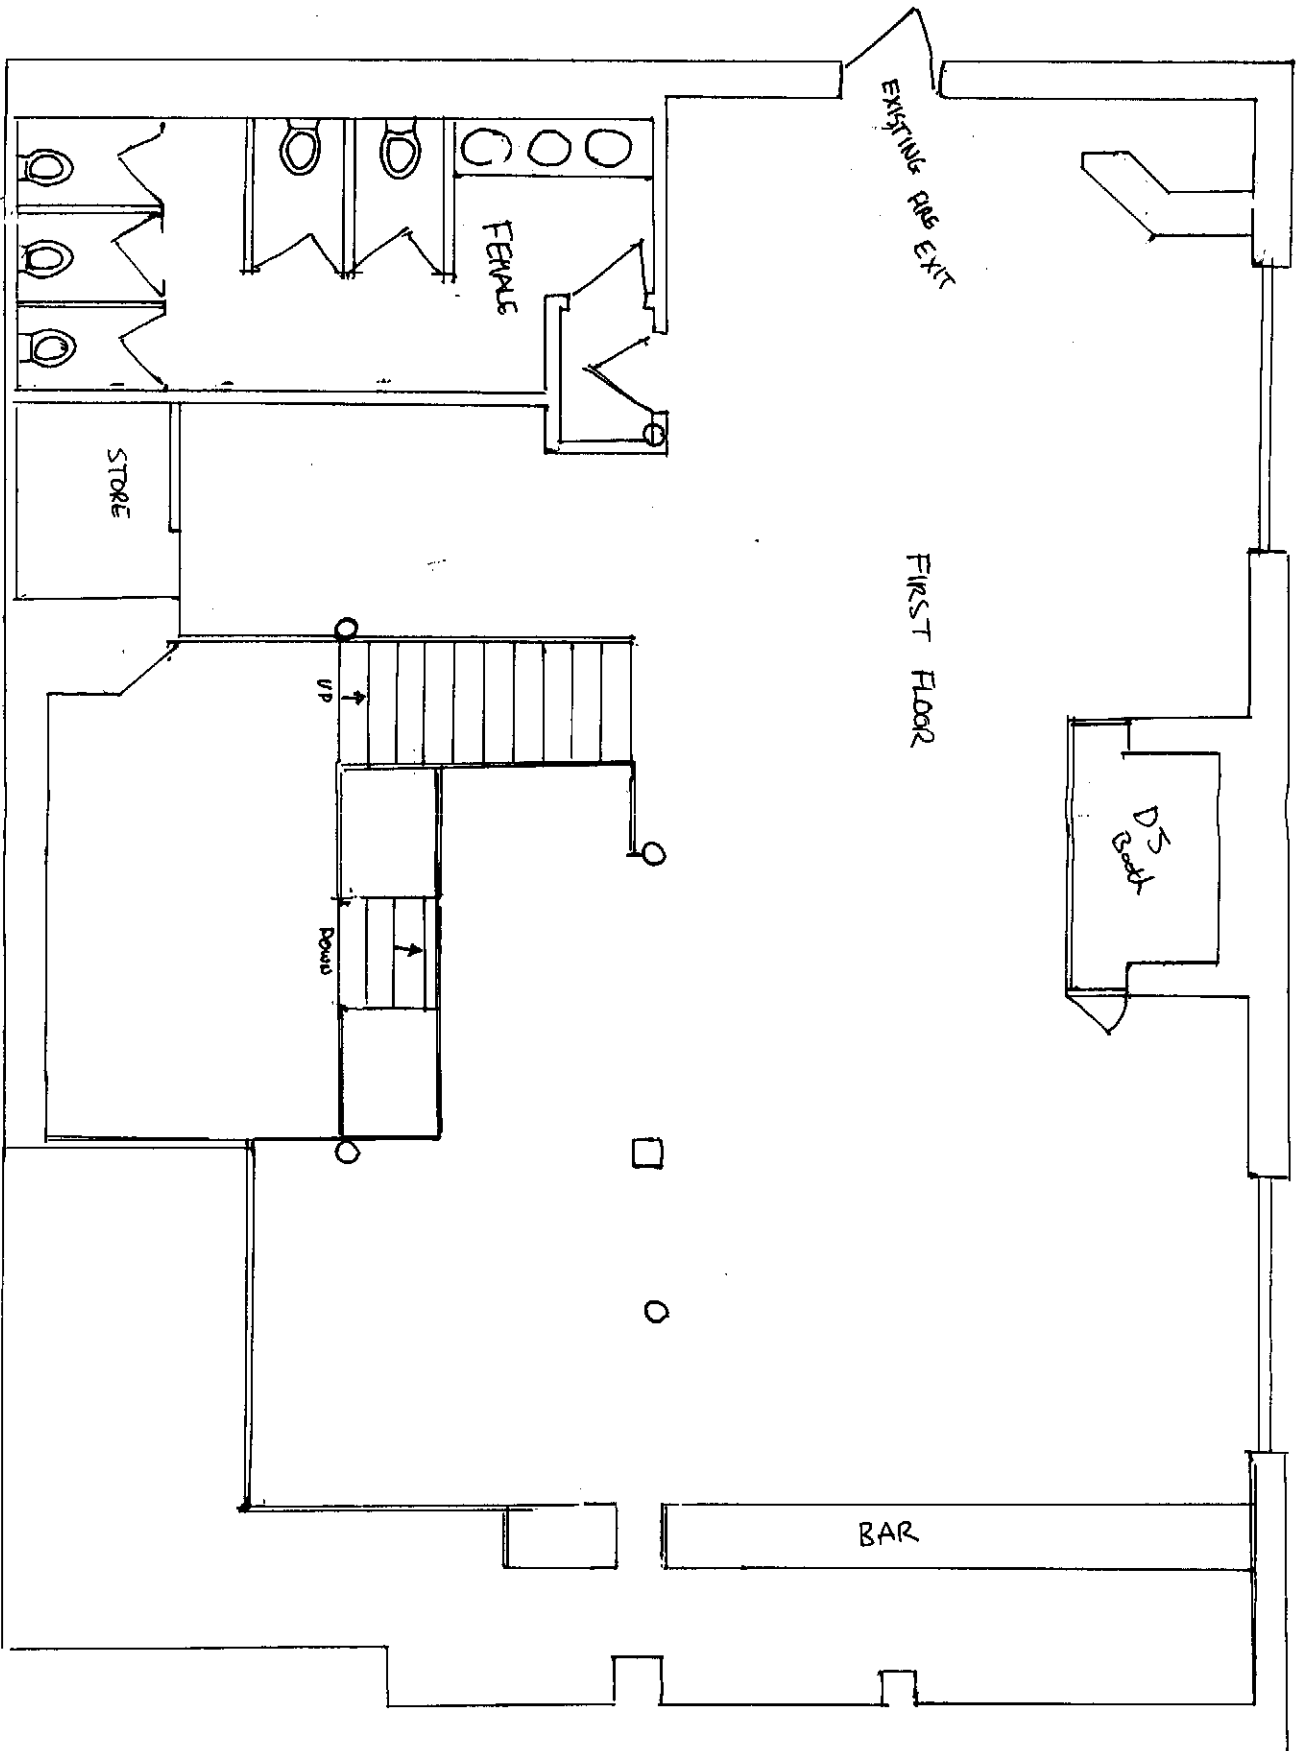 EXISTING FIRE EXIT
FEMALE
STORE
FIRST FLOOR
UP
DJ
Booth
DOWN
BAR